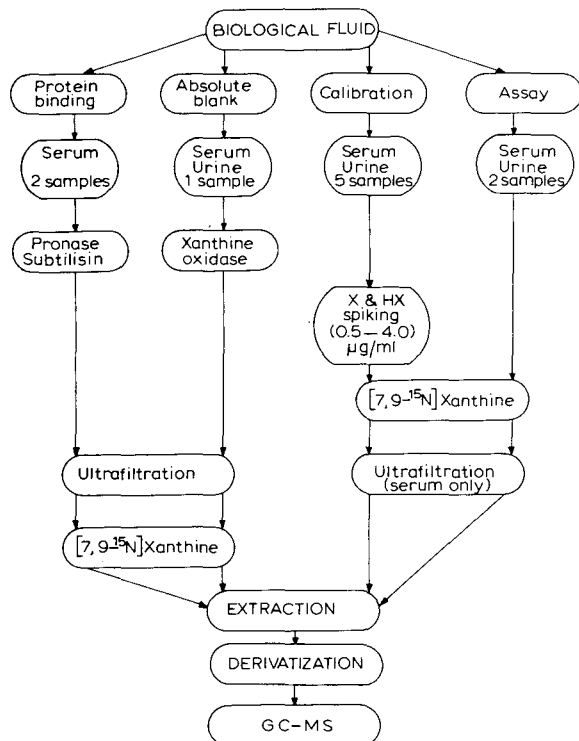 BIOLOGICAL FLUID
Protein
binding
Absolute
blank
Calibration
Assay
Serum
2 samples
Serum
Urine
1 sample
Serum
Urine
5 samples
Serum
Urine
2 samples
Pronase
Subtilisin
Xanthine
oxidase
X & HX
spiking
(0.5 – 4.0)
µg/ml
[7,9-15N] Xanthine
Ultrafiltration
Ultrafiltration
(serum only)
[7,9-15N] Xanthine
EXTRACTION
DERIVATIZATION
GC-MS